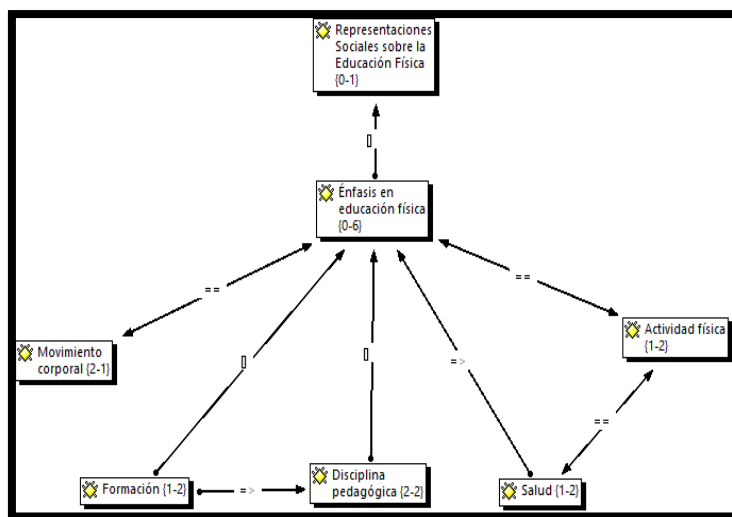 Representaciones
Sociales sobre la
Educación Física
{0-1}
[]
Énfasis en
educación física
{0-6}
==
==
Movimiento
corporal {2-1}
[]
[]
=>
Actividad física
{1-2}
==
Formación {1-2}
=>
Disciplina
pedagógica {2-2}
Salud {1-2}